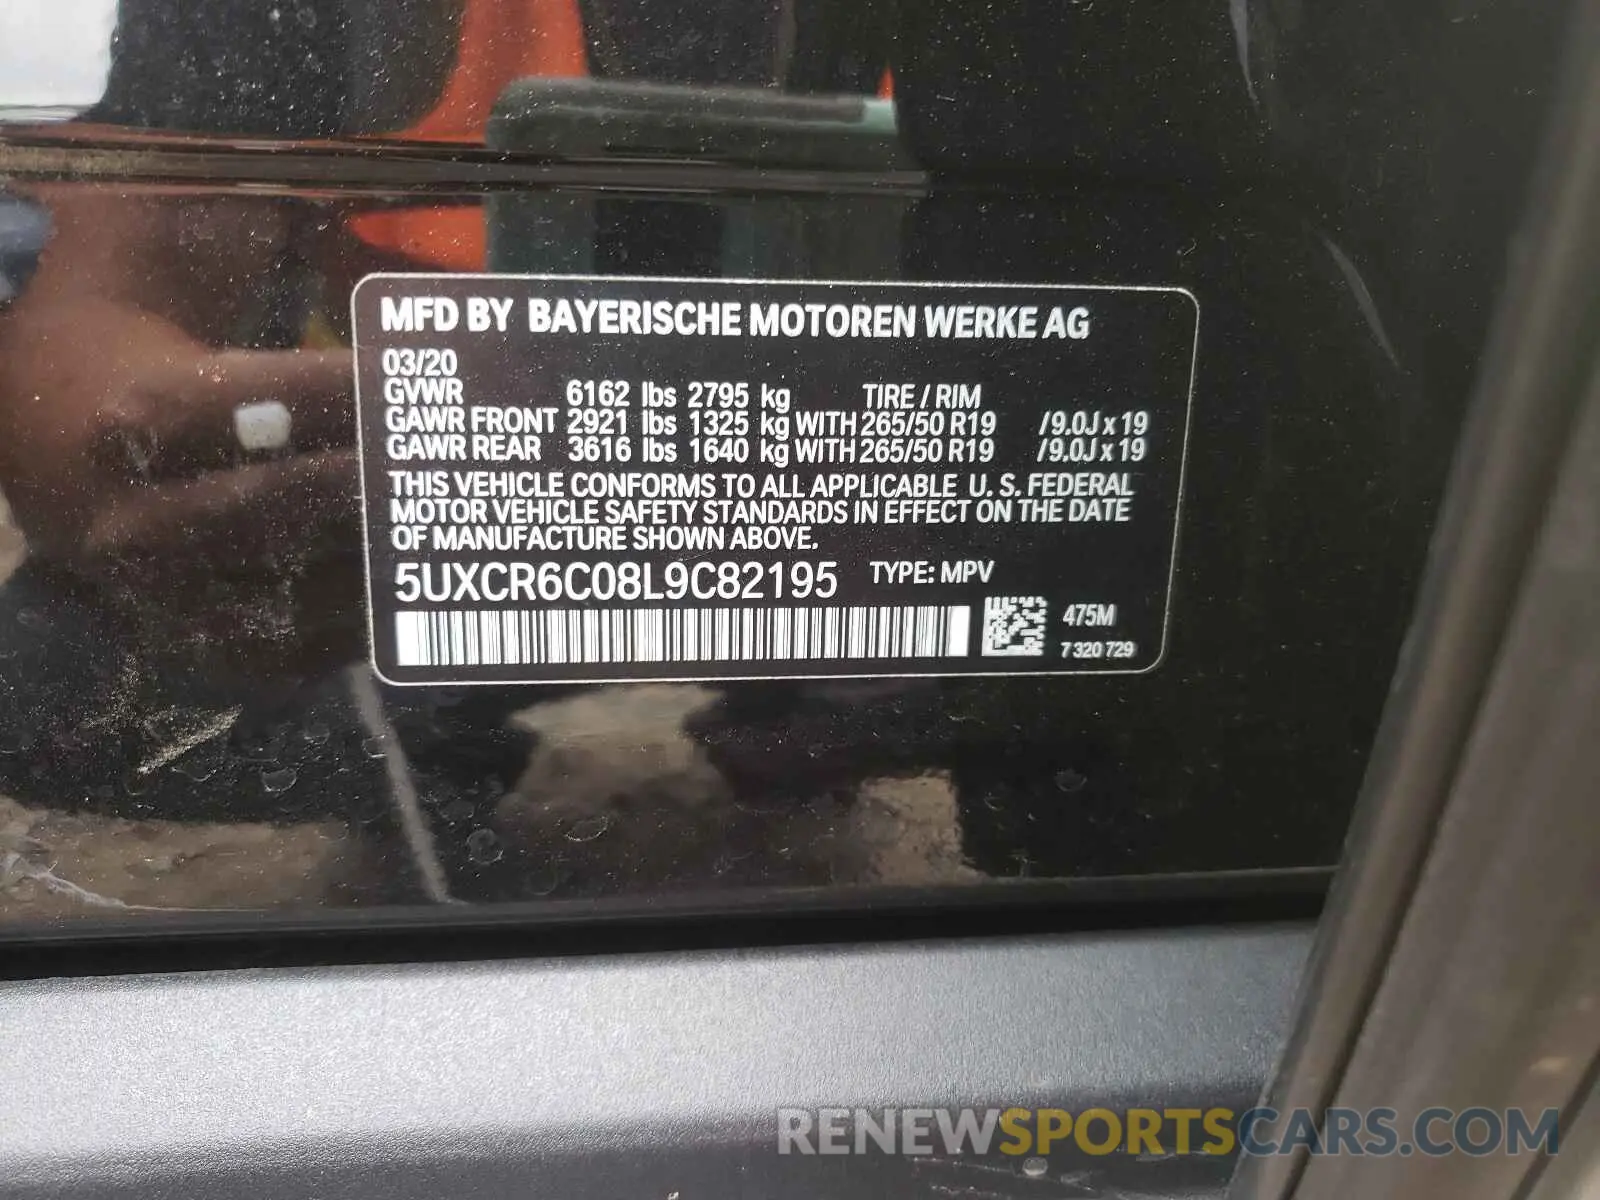 MFD BY BAYERISCHE MOTOREN WERKE AG
03/20
GVWR 6162 lbs 2795 kg TIRE / RIM
GAWR FRONT 2921 lbs 1325 kg WITH 265/50 R19 /9.0J x 19
GAWR REAR 3616 lbs 1640 kg WITH 265/50 R19 /9.0J x 19
THIS VEHICLE CONFORMS TO ALL APPLICABLE U. S. FEDERAL
MOTOR VEHICLE SAFETY STANDARDS IN EFFECT ON THE DATE
OF MANUFACTURE SHOWN ABOVE.
5UXCR6C08L9C82195 TYPE: MPV
475M
7 320 729
RENEWSPORTSCARS.COM